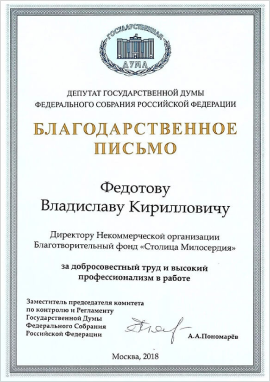 ГОСУДАРСТВЕННАЯ
ДУМА
ДЕПУТАТ ГОСУДАРСТВЕННОЙ ДУМЫ
ФЕДЕРАЛЬНОГО СОБРАНИЯ РОССИЙСКОЙ ФЕДЕРАЦИИ
БЛАГОДАРСТВЕННОЕ
ПИСЬМО
Федотову
Владиславу Кирилловичу
Директору Некоммерческой организации
Благотворительный фонд «Столица Милосердия»
за добросовестный труд и высокий
профессионализм в работе
Заместитель председателя комитета
по контролю и Регламенту
Государственной Думы
Федерального Собрания
Российской Федерации
А.А.Пономарёв
Москва, 2018